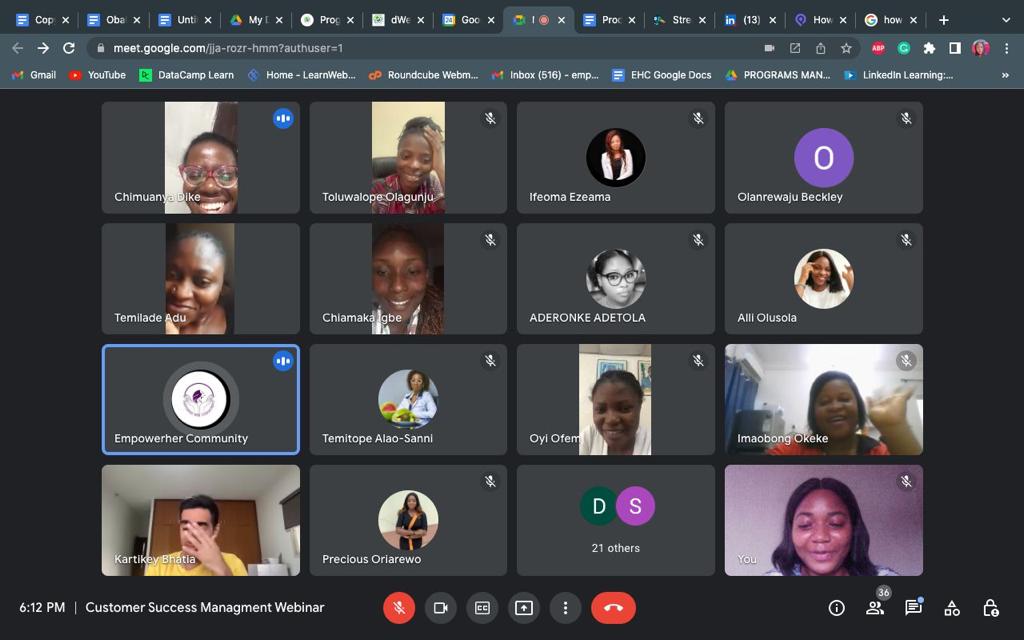 Cop
Oba
Unti
My D
Prog
dWe
Goo
Proc
Stre
(13)
How
how
meet.google.com/jja-rozr-hmm?authuser=1
ABP
Gmail
YouTube
DataCamp Learn
Home - LearnWeb...
Roundcube Webm...
Inbox (516) - emp...
EHC Google Docs
PROGRAMS MAN...
LinkedIn Learning:...
»
Chimuanya Dike
Toluwalope Olagunju
Ifeoma Ezeama
O
Olanrewaju Beckley
Temilade Adu
Chiamaka Igbe
ADERONKE ADETOLA
Alli Olusola
Empowerher Community
Temitope Alao-Sanni
Oyi Ofem
Imaobong Okeke
Kartikey Bhatia
Precious Oriarewo
D S
21 others
You
6:12 PM | Customer Success Managment Webinar
CC
36